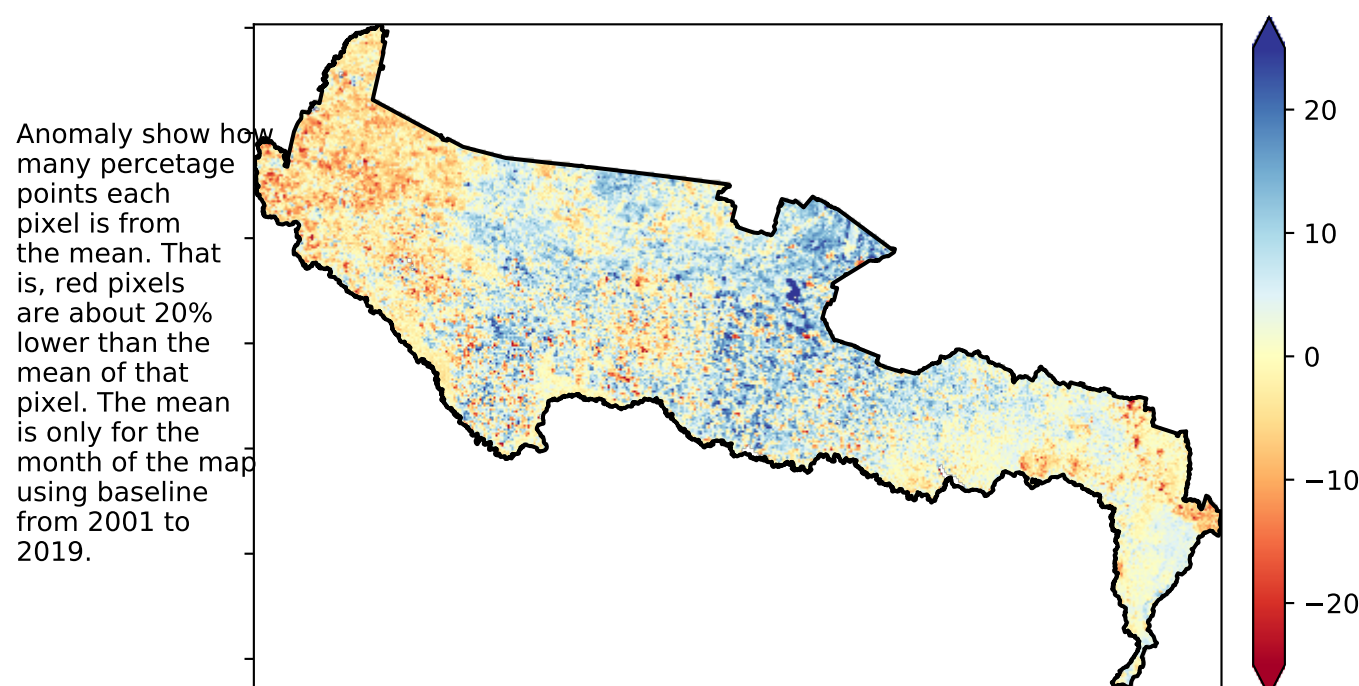 Anomaly show how
many percetage
points each
pixel is from
the mean. That
is, red pixels
are about 20%
lower than the
mean of that
pixel. The mean
is only for the
month of the map
using baseline
from 2001 to
2019.
20
10
0
−10
−20